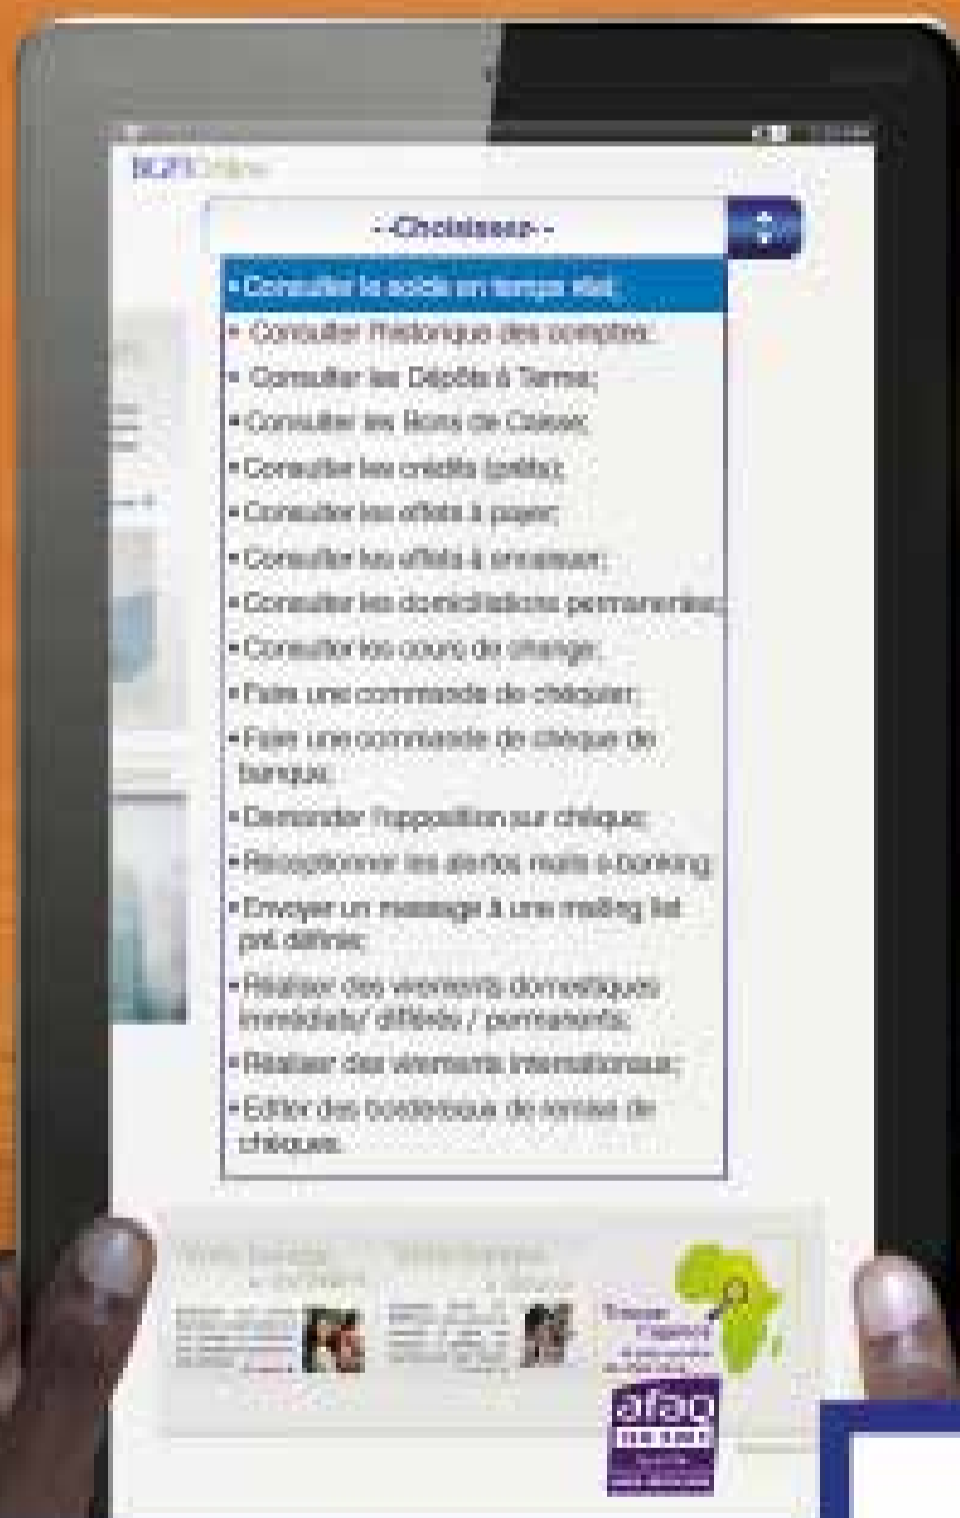 BGFIOnline
--Choisissez--
• Consulter le solde en temps réel;
• Consulter l'historique des comptes;
• Consulter les Dépôts à Terme;
• Consulter les Bons de Caisse;
• Consulter les crédits (prêts);
• Consulter les effets à payer;
• Consulter les effets à encaisser;
• Consulter les domiciliations permanentes;
• Consulter les cours de change;
• Faire une commande de chéquier;
• Faire une commande de chèque de
banque;
• Demander l'opposition sur chèque;
• Réceptionner les alertes mails e-banking
• Envoyer un message à une mailing list
pré définie;
• Réaliser des virements domestiques
immédiats/ différés / permanents;
• Réaliser des virements internationaux;
• Editer des bordereaux de remise de
chèques.
Trouver
l'agence
afaq